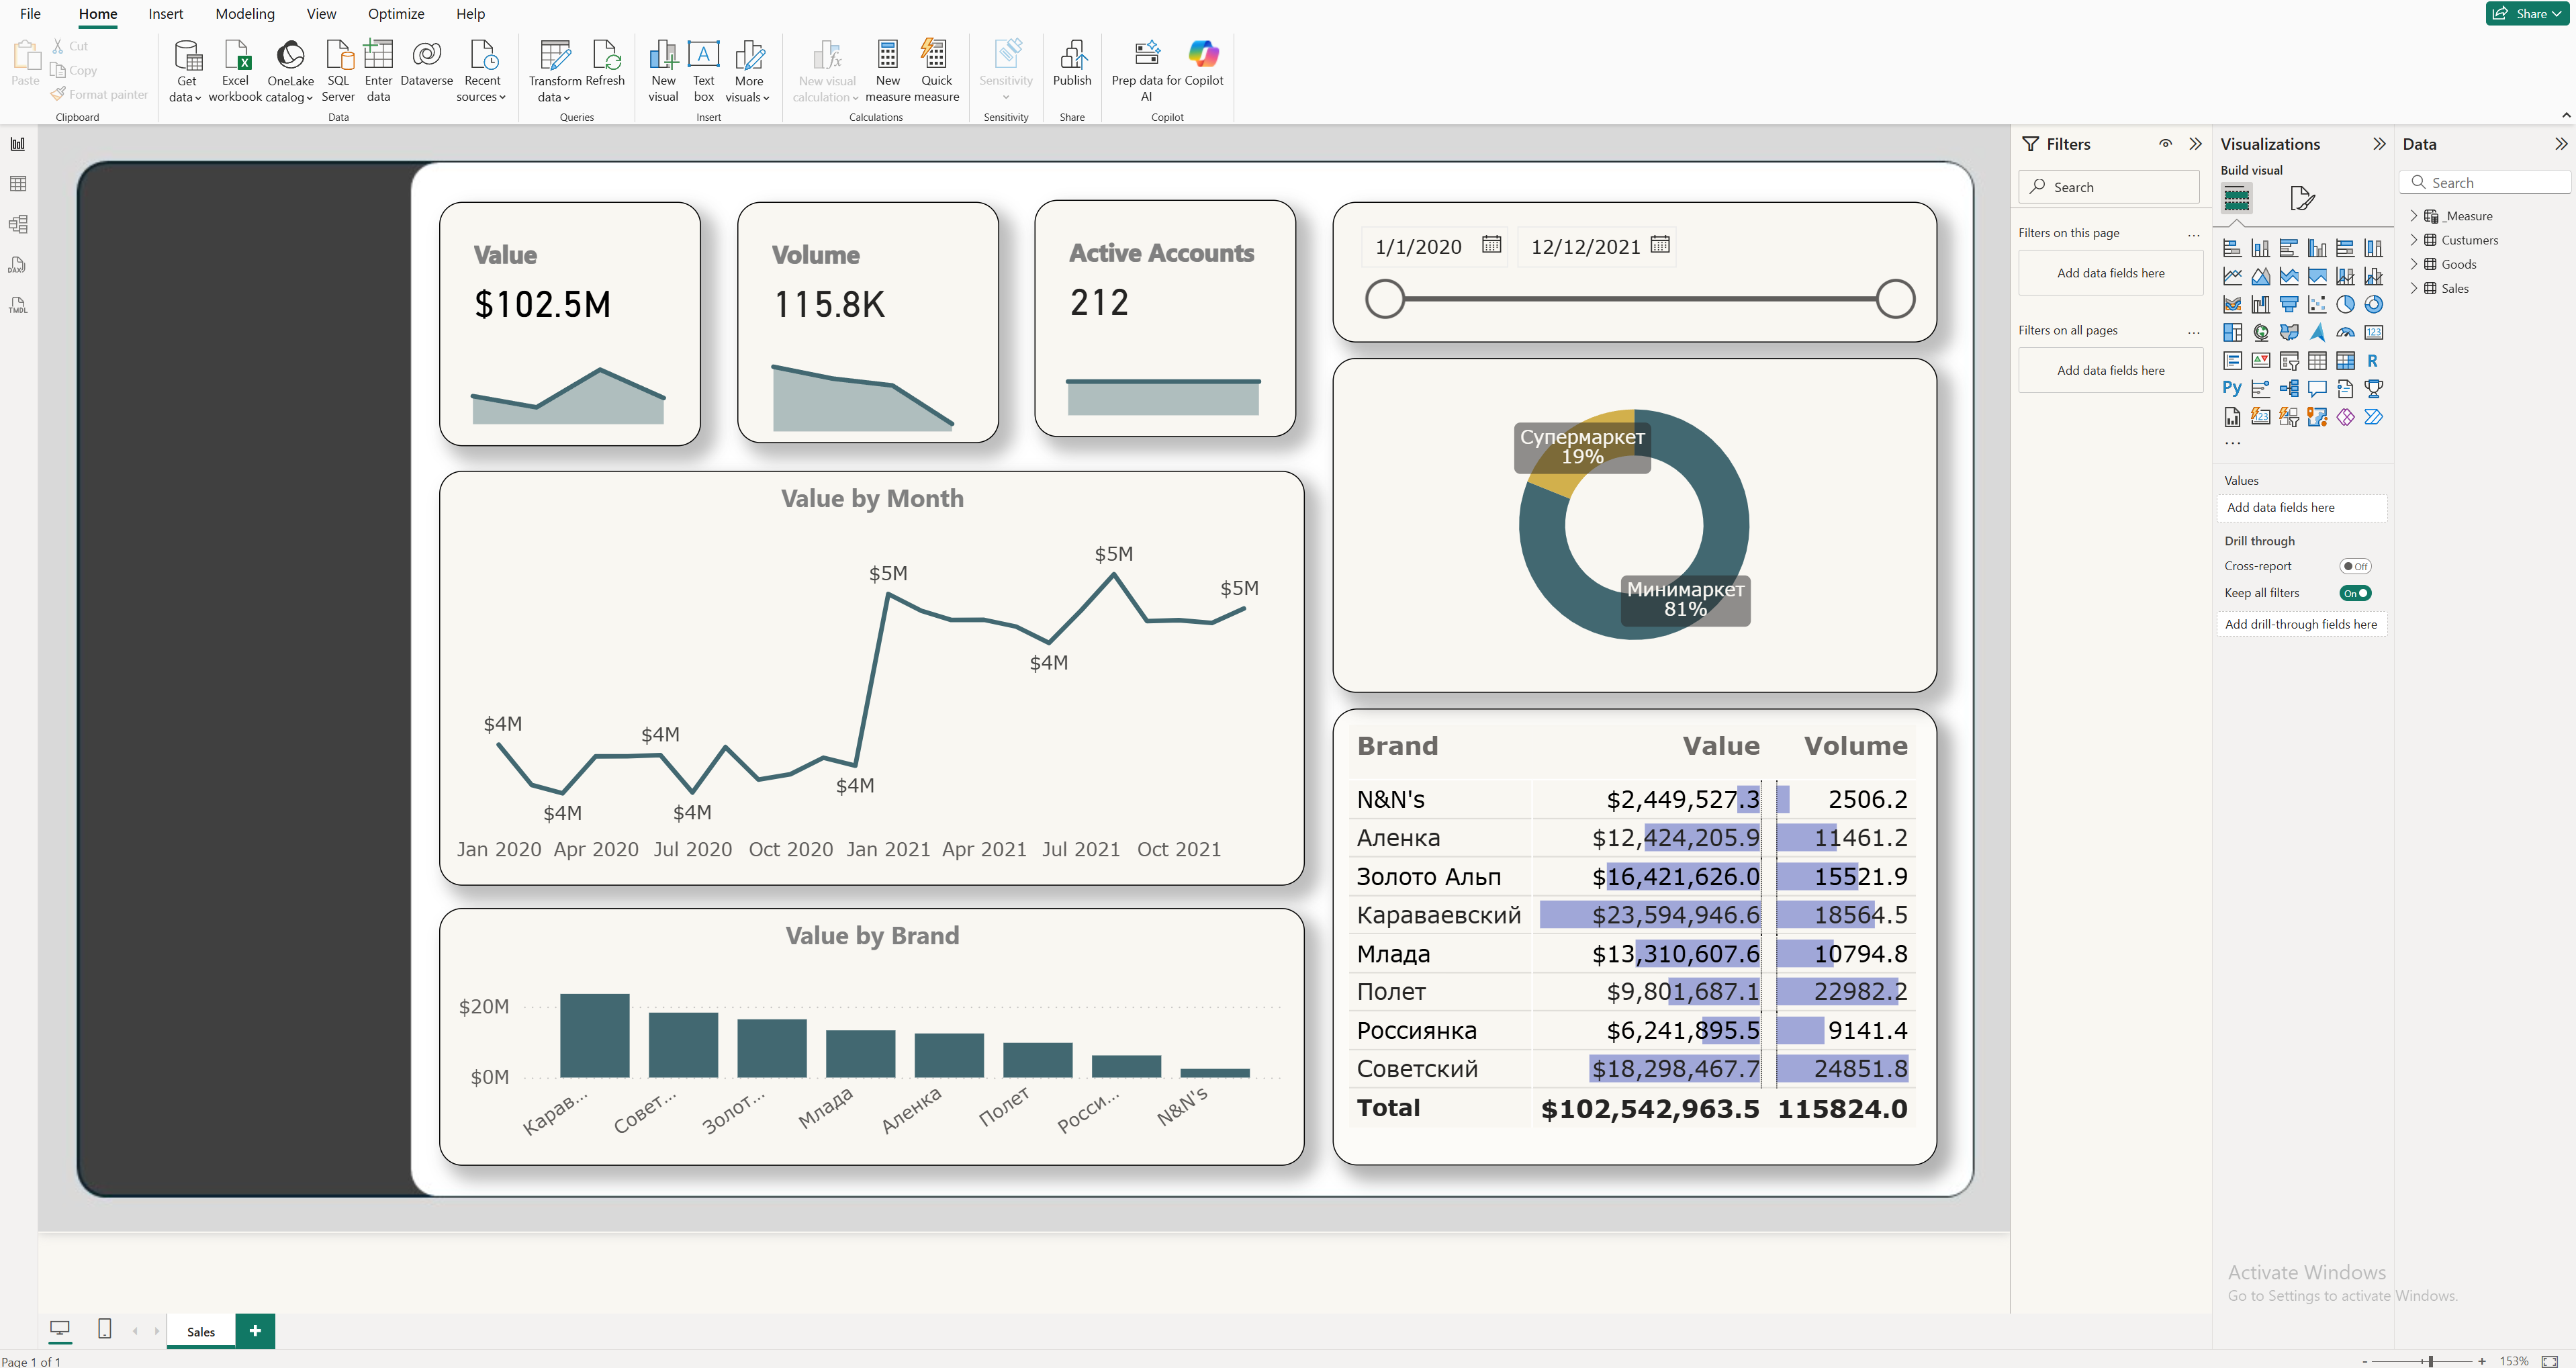 File Home Insert Modeling View Optimize Help
Share
Paste
Cut
Copy
Format painter
Clipboard
Get data
Excel workbook
OneLake catalog
SQL Server
Enter data
Dataverse
Recent sources
Data
Transform data
Refresh
Queries
New visual
Text box
More visuals
Insert
New visual calculation
New measure
Quick measure
Calculations
Sensitivity
Sensitivity
Publish
Share
Prep data for AI
Copilot
Copilot
DAX
TMDL
Value
$102.5M
Volume
115.8K
Active Accounts
212
1/1/2020
12/12/2021
Супермаркет
19%
Минимаркет
81%
Value by Month
$4M
$4M
$4M
$4M
$4M
$5M
$4M
$5M
$5M
Jan 2020 Apr 2020 Jul 2020 Oct 2020 Jan 2021 Apr 2021 Jul 2021 Oct 2021
Value by Brand
$20M
$0M
Карав...
Совет...
Золот...
Млада
Аленка
Полет
Росси...
N&N's
Brand Value Volume
N&N's $2,449,527.3 2506.2
Аленка $12,424,205.9 11461.2
Золото Альп $16,421,626.0 15521.9
Караваевский $23,594,946.6 18564.5
Млада $13,310,607.6 10794.8
Полет $9,801,687.1 22982.2
Россиянка $6,241,895.5 9141.4
Советский $18,298,467.7 24851.8
Total $102,542,963.5 115824.0
Filters
Search
Filters on this page ...
Add data fields here
Filters on all pages ...
Add data fields here
Visualizations
Build visual
123
R
Py
123
...
Values
Add data fields here
Drill through
Cross-report Off
Keep all filters On
Add drill-through fields here
Data
Search
_Measure
Custumers
Goods
Sales
Activate Windows
Go to Settings to activate Windows.
Sales
+
Page 1 of 1
- + 153%